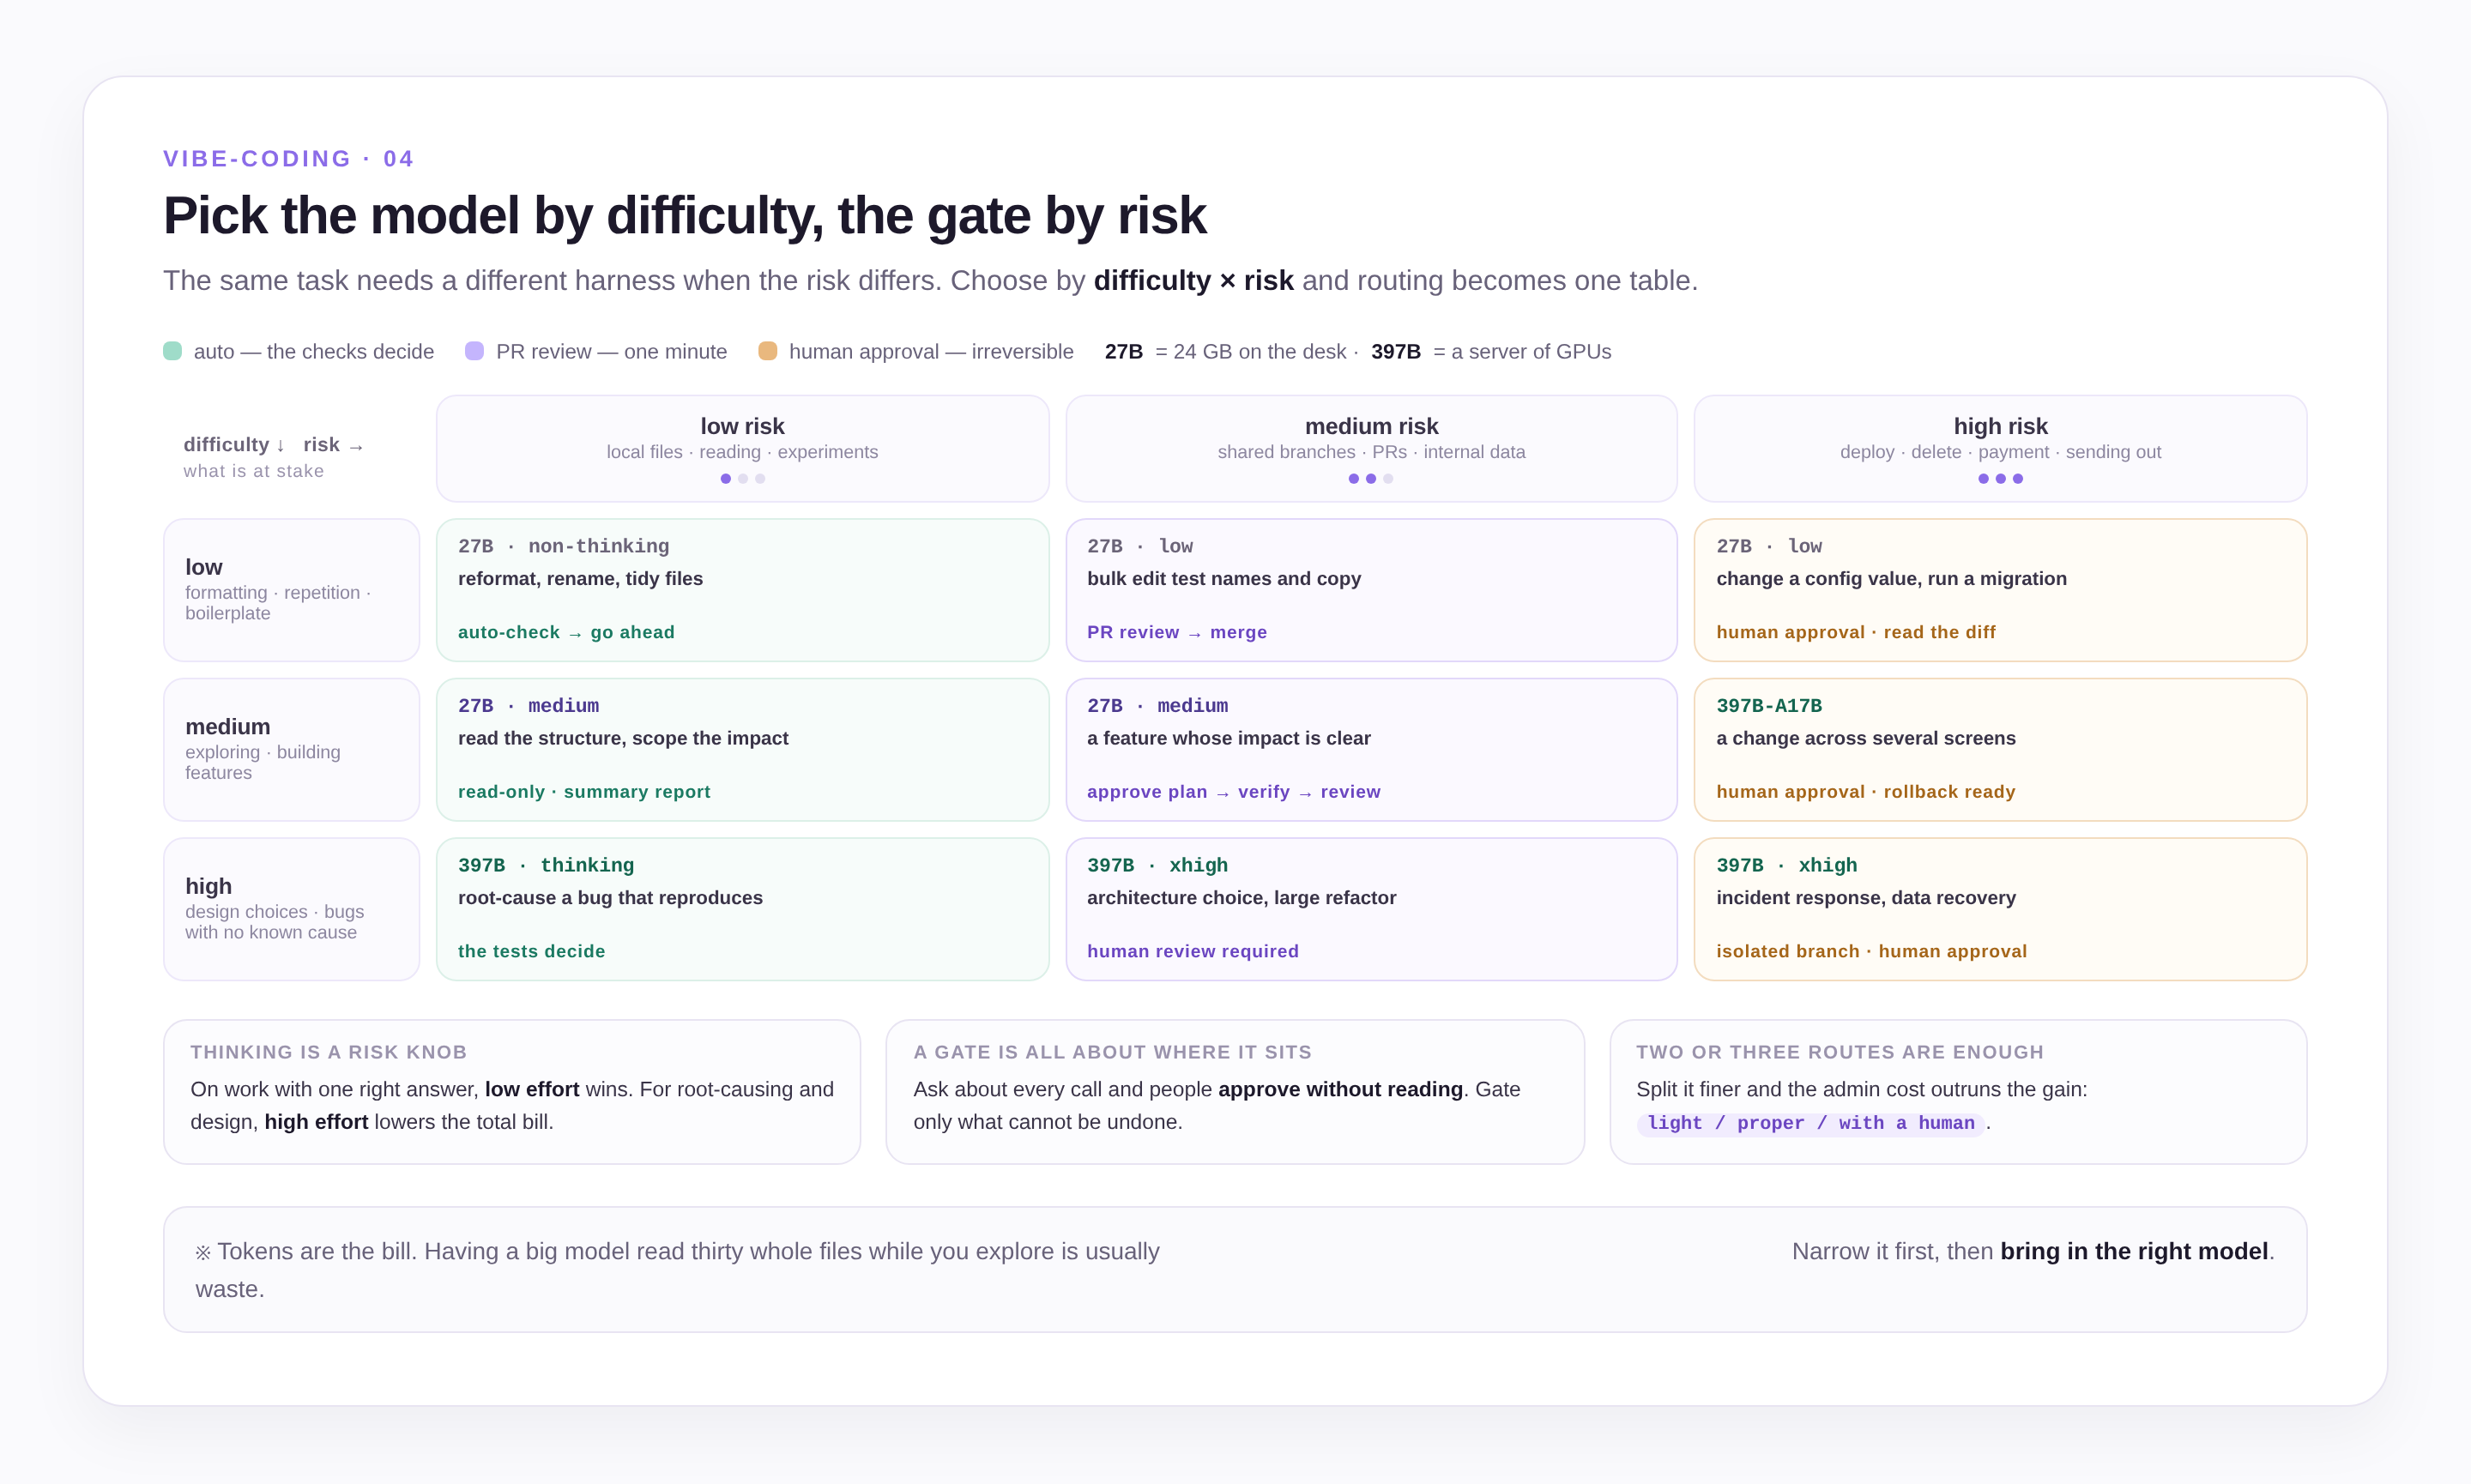 VIBE-CODING · 04
Pick the model by difficulty, the gate by risk
The same task needs a different harness when the risk differs. Choose by difficulty × risk and routing becomes one table.
auto — the checks decide
PR review — one minute
human approval — irreversible
27B = 24 GB on the desk · 397B = a server of GPUs
difficulty ↓ risk →
what is at stake
low risk
local files · reading · experiments
medium risk
shared branches · PRs · internal data
high risk
deploy · delete · payment · sending out
low
formatting · repetition ·
boilerplate
27B · non-thinking
reformat, rename, tidy files
auto-check → go ahead
27B · low
bulk edit test names and copy
PR review → merge
27B · low
change a config value, run a migration
human approval · read the diff
medium
exploring · building
features
27B · medium
read the structure, scope the impact
read-only · summary report
27B · medium
a feature whose impact is clear
approve plan → verify → review
397B-A17B
a change across several screens
human approval · rollback ready
high
design choices · bugs
with no known cause
397B · thinking
root-cause a bug that reproduces
the tests decide
397B · xhigh
architecture choice, large refactor
human review required
397B · xhigh
incident response, data recovery
isolated branch · human approval
THINKING IS A RISK KNOB
On work with one right answer, low effort wins. For root-causing and
design, high effort lowers the total bill.
A GATE IS ALL ABOUT WHERE IT SITS
Ask about every call and people approve without reading. Gate
only what cannot be undone.
TWO OR THREE ROUTES ARE ENOUGH
Split it finer and the admin cost outruns the gain:
light / proper / with a human.
※ Tokens are the bill. Having a big model read thirty whole files while you explore is usually
waste.
Narrow it first, then bring in the right model.